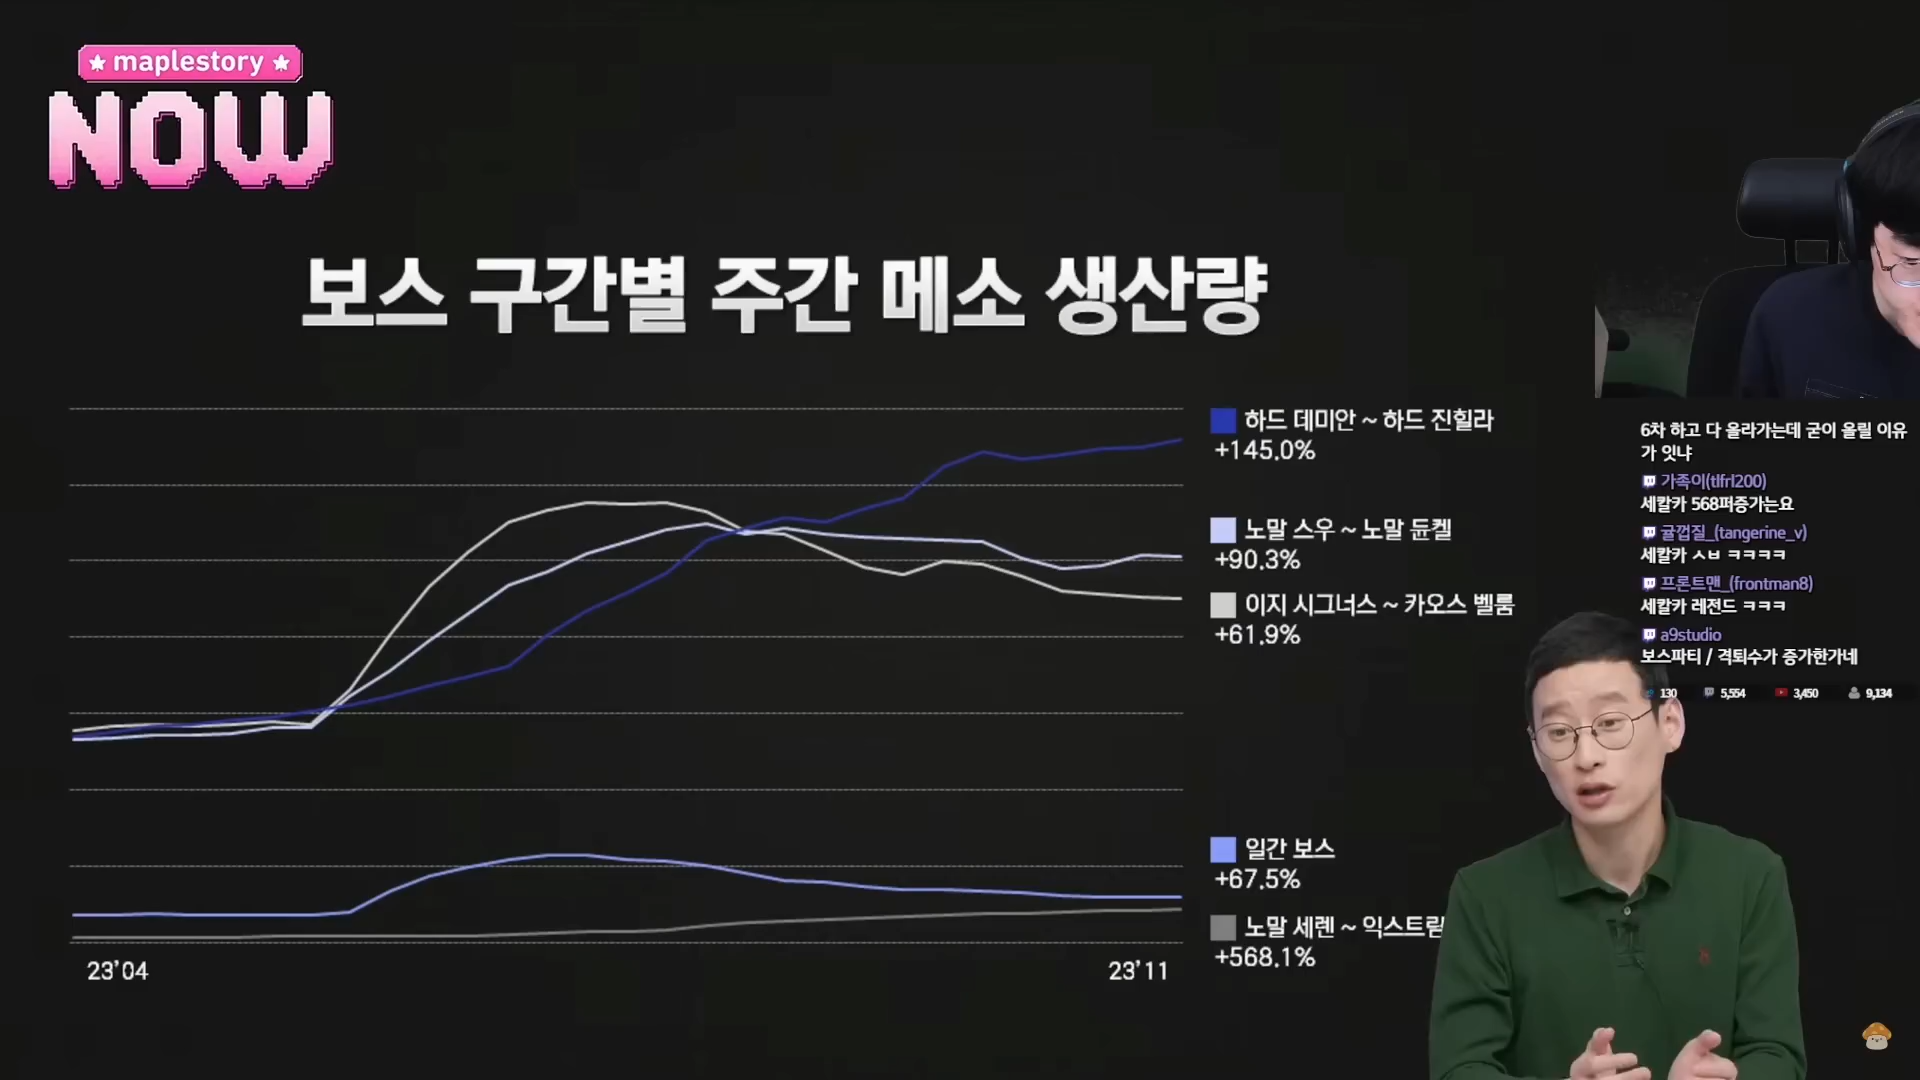 maplestory
NOW
보스 구간별 주간 메소 생산량
하드 데미안 ~ 하드 진힐라
+145.0%
노말 스우 ~ 노말 듄켈
+90.3%
이지 시그너스 ~ 카오스 벨룸
+61.9%
일간 보스
+67.5%
노말 세렌 ~ 익스트림
+568.1%
23'04
23'11
6차 하고 다 올라가는데 굳이 올릴 이유
가 잇냐
가족이(tlfrl200)
세칼카 568퍼증가는요
귤껍질_(tangerine_v)
세칼카 ㅅㅂ ㅋㅋㅋㅋ
프론트맨_(frontman8)
세칼카 레전드 ㅋㅋㅋ
a9studio
보스파티 / 격퇴수가 증가한가네
130 5,554 3,450 9,134